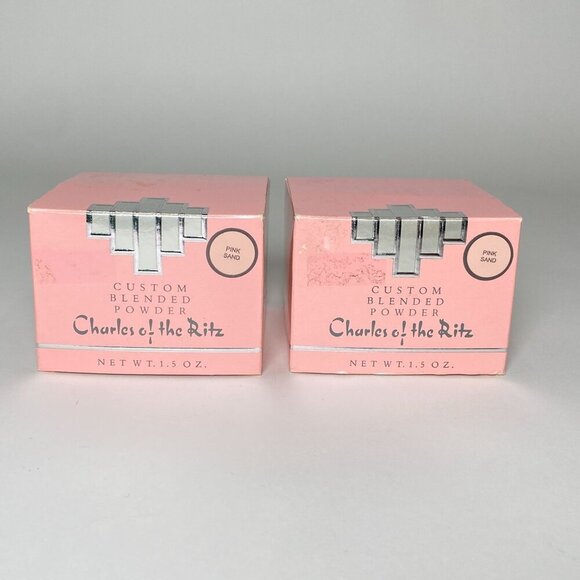 PINK
SAND
CUSTOM
BLENDED
POWDER
Charles of the Ritz
NET WT. 1.5 OZ.
PINK
SAND
CUSTOM
BLENDED
POWDER
Charles of the Ritz
NET WT. 1.5 OZ.